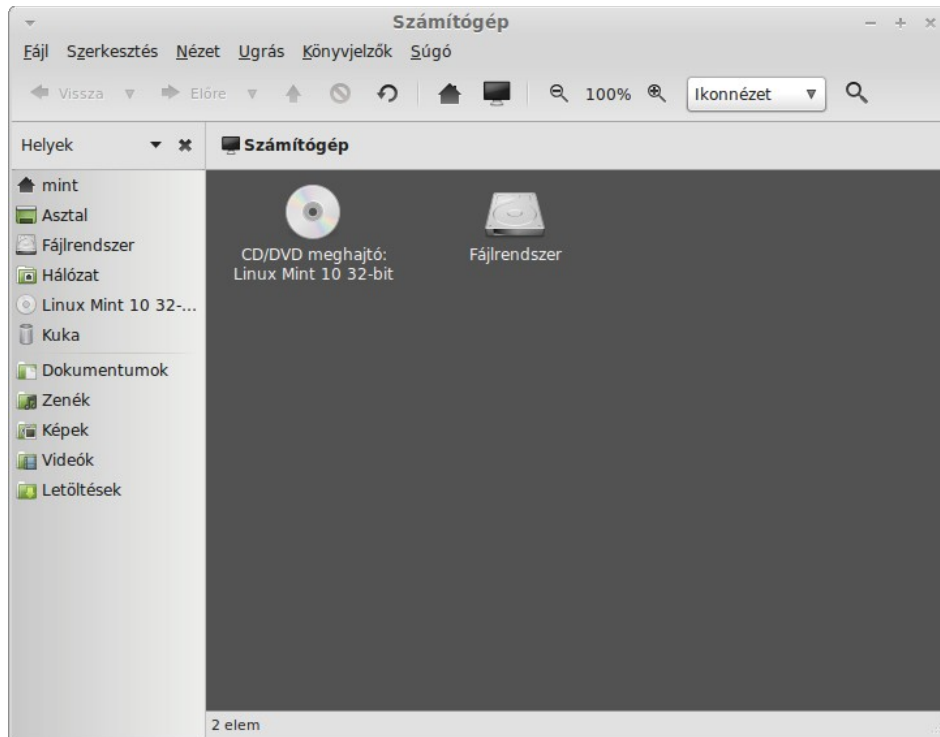 Számítógép
Fájl Szerkesztés Nézet Ugrás Könyvjelzők Súgó
Vissza Előre 100% Ikonnézet
Helyek
Számítógép
mint
Asztal
Fájlrendszer
Hálózat
Linux Mint 10 32-...
Kuka
Dokumentumok
Zenék
Képek
Videók
Letöltések
CD/DVD meghajtó:
Linux Mint 10 32-bit
Fájlrendszer
2 elem